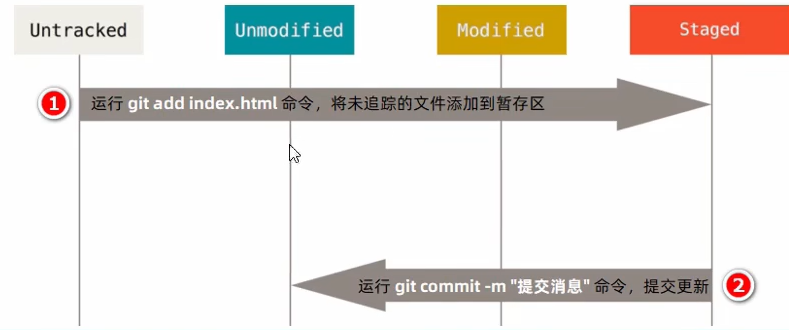 Untracked
Unmodified
Modified
Staged
1
运行 git add index.html 命令，将未追踪的文件添加到暂存区
运行 git commit -m "提交消息" 命令，提交更新
2